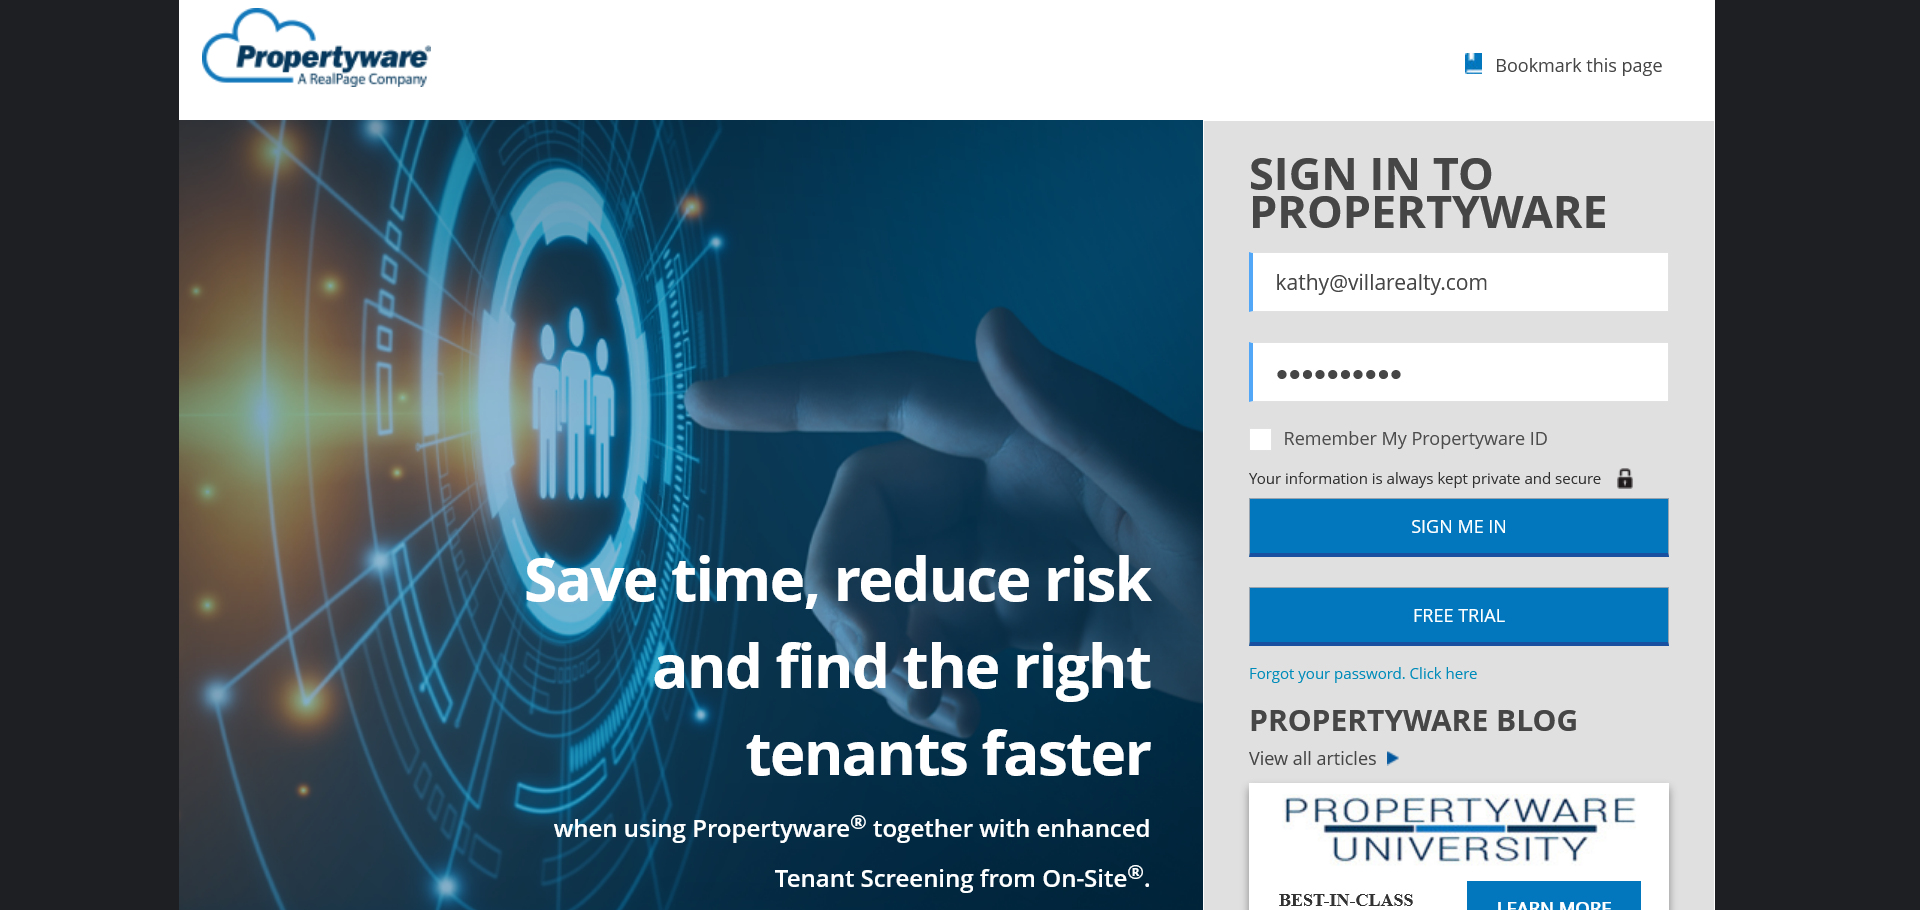 Propertyware®
A RealPage Company
Bookmark this page
Save time, reduce risk
and find the right
tenants faster
when using Propertyware® together with enhanced
Tenant Screening from On-Site®.
SIGN IN TO
PROPERTYWARE
kathy@villarealty.com
••••••••••
Remember My Propertyware ID
Your information is always kept private and secure
SIGN ME IN
FREE TRIAL
Forgot your password. Click here
PROPERTYWARE BLOG
View all articles
PROPERTYWARE
UNIVERSITY
BEST-IN-CLASS
LEARN MORE